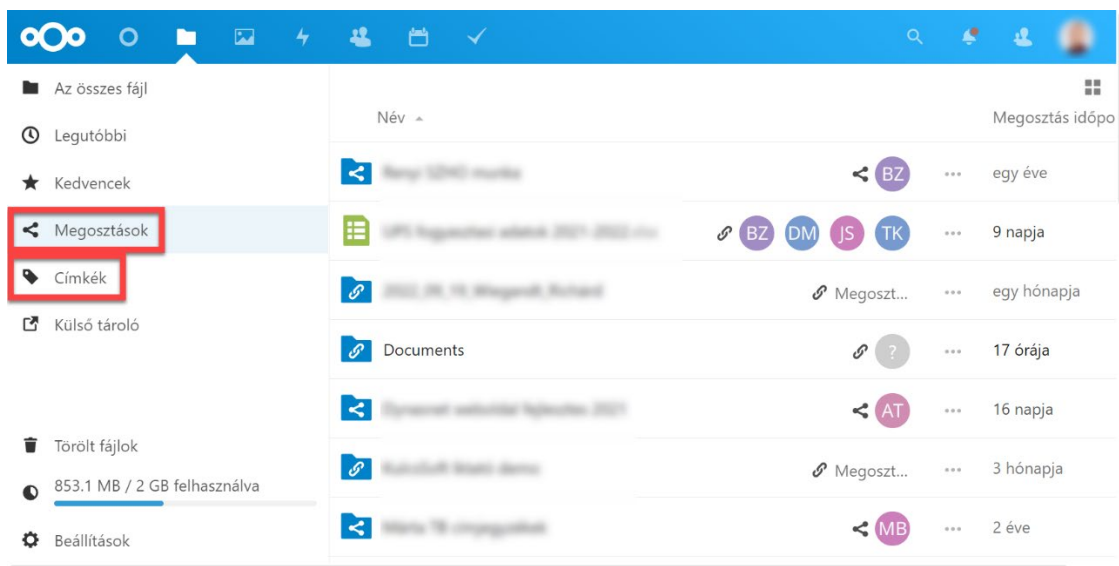 Az összes fájl
Legutóbbi
Kedvencek
Megosztások
Címkék
Külső tároló
Törölt fájlok
853.1 MB / 2 GB felhasználva
Beállítások
Név
Megosztás időpo
BZ
egy éve
BZ DM JS TK
9 napja
Megoszt...
egy hónapja
Documents
?
17 órája
AT
16 napja
Megoszt...
3 hónapja
MB
2 éve